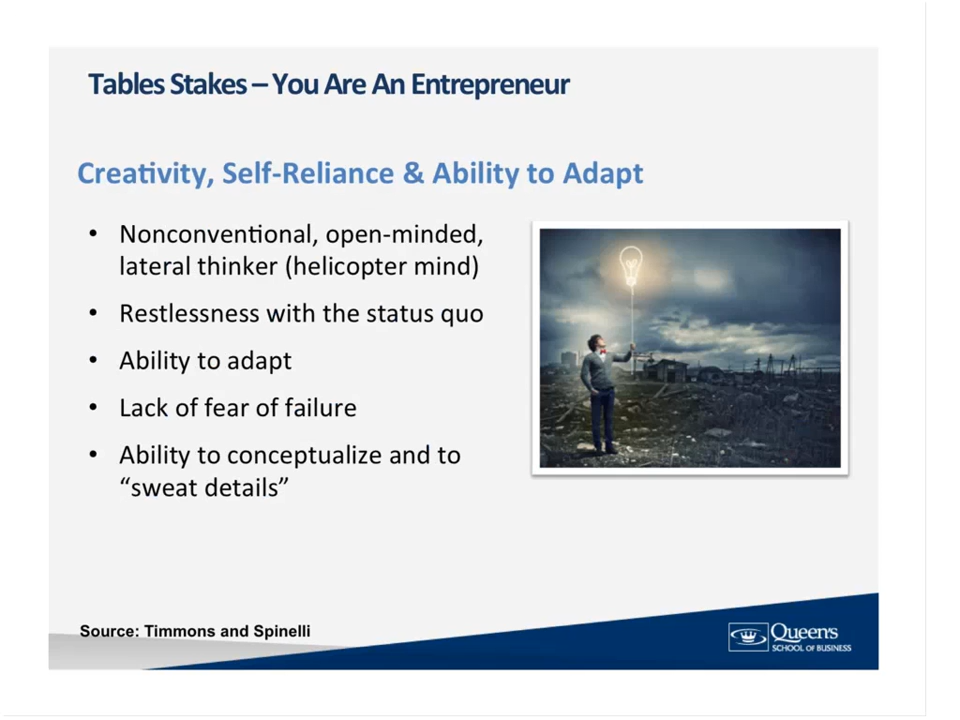 Tables Stakes – You Are An Entrepreneur
Creativity, Self-Reliance & Ability to Adapt
• Nonconventional, open-minded,
lateral thinker (helicopter mind)
• Restlessness with the status quo
• Ability to adapt
• Lack of fear of failure
• Ability to conceptualize and to
“sweat details”
Source: Timmons and Spinelli
Queen's
SCHOOL OF BUSINESS